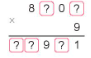 8 ? 0 ?
×
9
? ? 9 ? 1